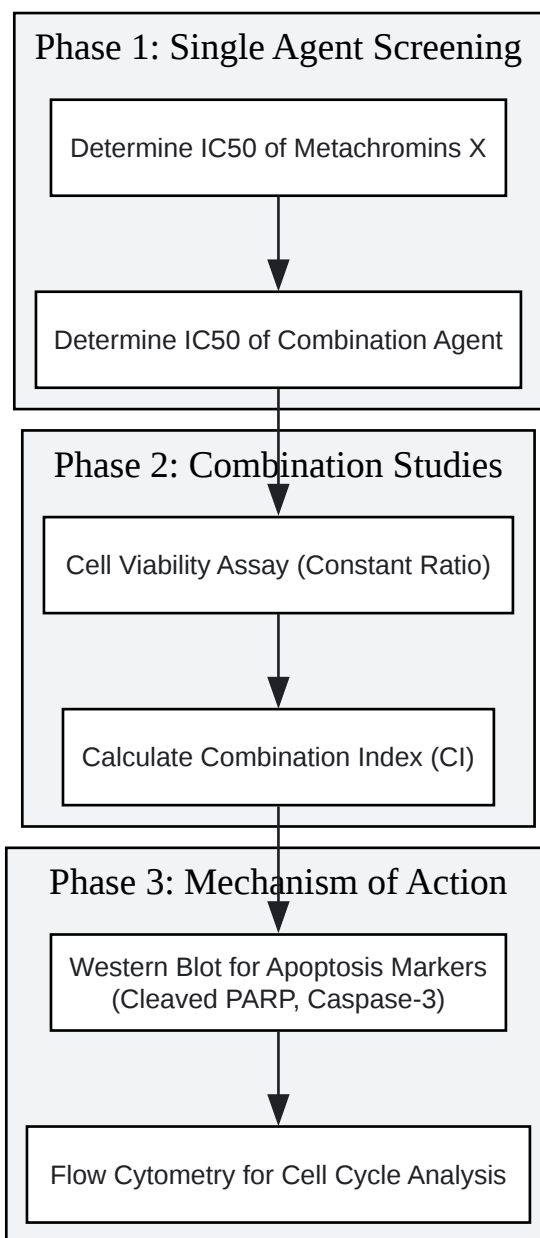 Phase 1: Single Agent Screening
Determine IC50 of Metachromins X
Determine IC50 of Combination Agent
Phase 2: Combination Studies
Cell Viability Assay (Constant Ratio)
Calculate Combination Index (CI)
Phase 3: Mechanism of Action
Western Blot for Apoptosis Markers
(Cleaved PARP, Caspase-3)
Flow Cytometry for Cell Cycle Analysis